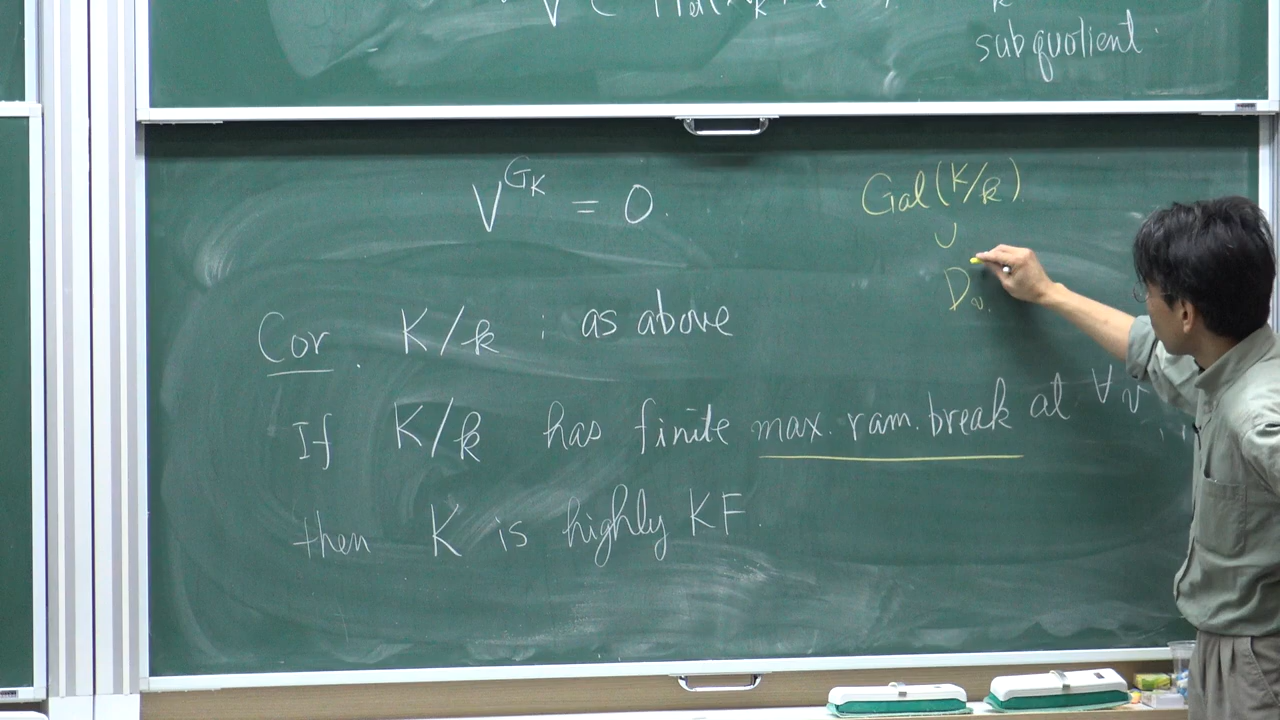 subquotient.
V^{G_K} = 0.
Gal(K/k)
∪
D_v.
Cor. K/k ; as above
If K/k has finite max. ram. break at ∀v
then K is highly KF.